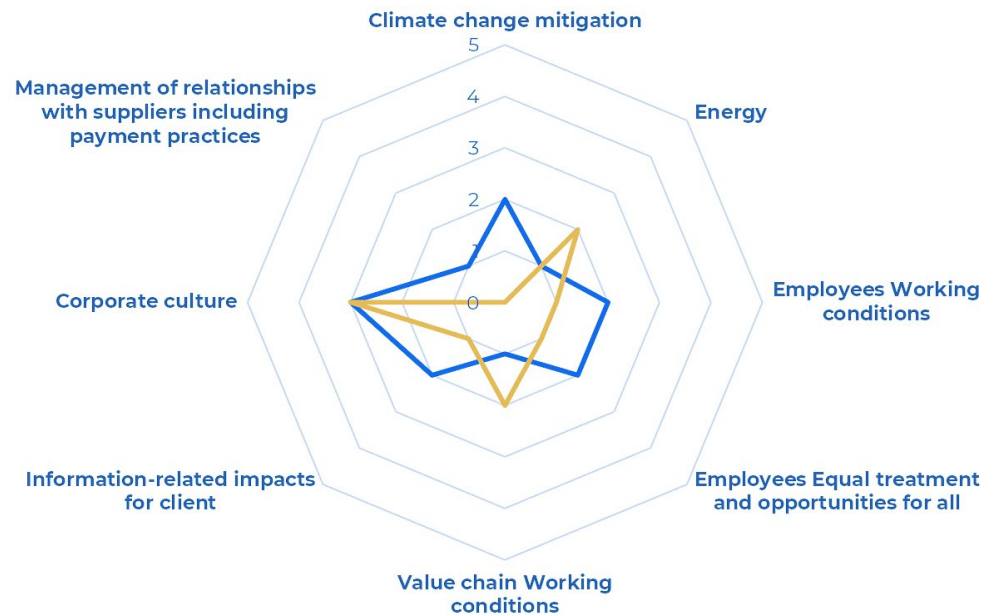 Climate change mitigation
5
Management of relationships
with suppliers including
payment practices
4
Energy
3
2
1
Corporate culture
0
Employees Working
conditions
Information-related impacts
for client
Employees Equal treatment
and opportunities for all
Value chain Working
conditions